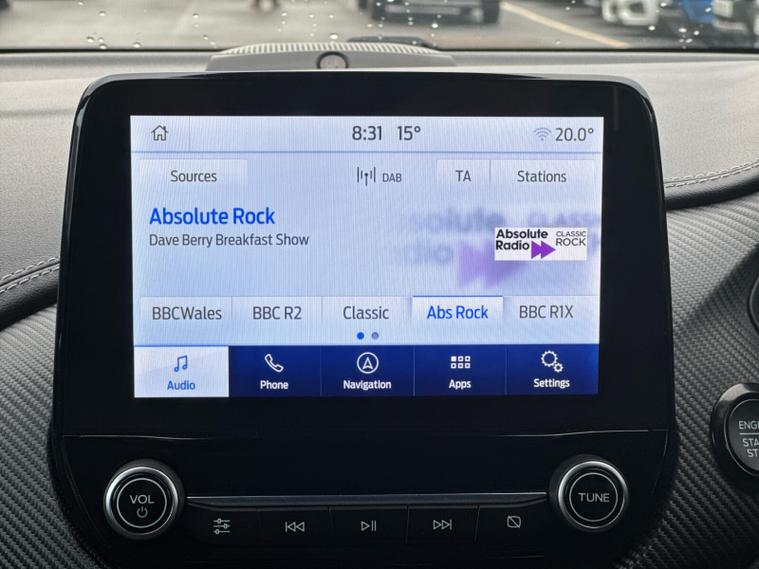 8:31 15° 20.0°
Sources DAB TA Stations
Absolute Rock
Dave Berry Breakfast Show
Absolute Radio
CLASSIC ROCK
BBCWales BBC R2 Classic Abs Rock BBC R1X
Audio Phone Navigation Apps Settings
VOL
TUNE